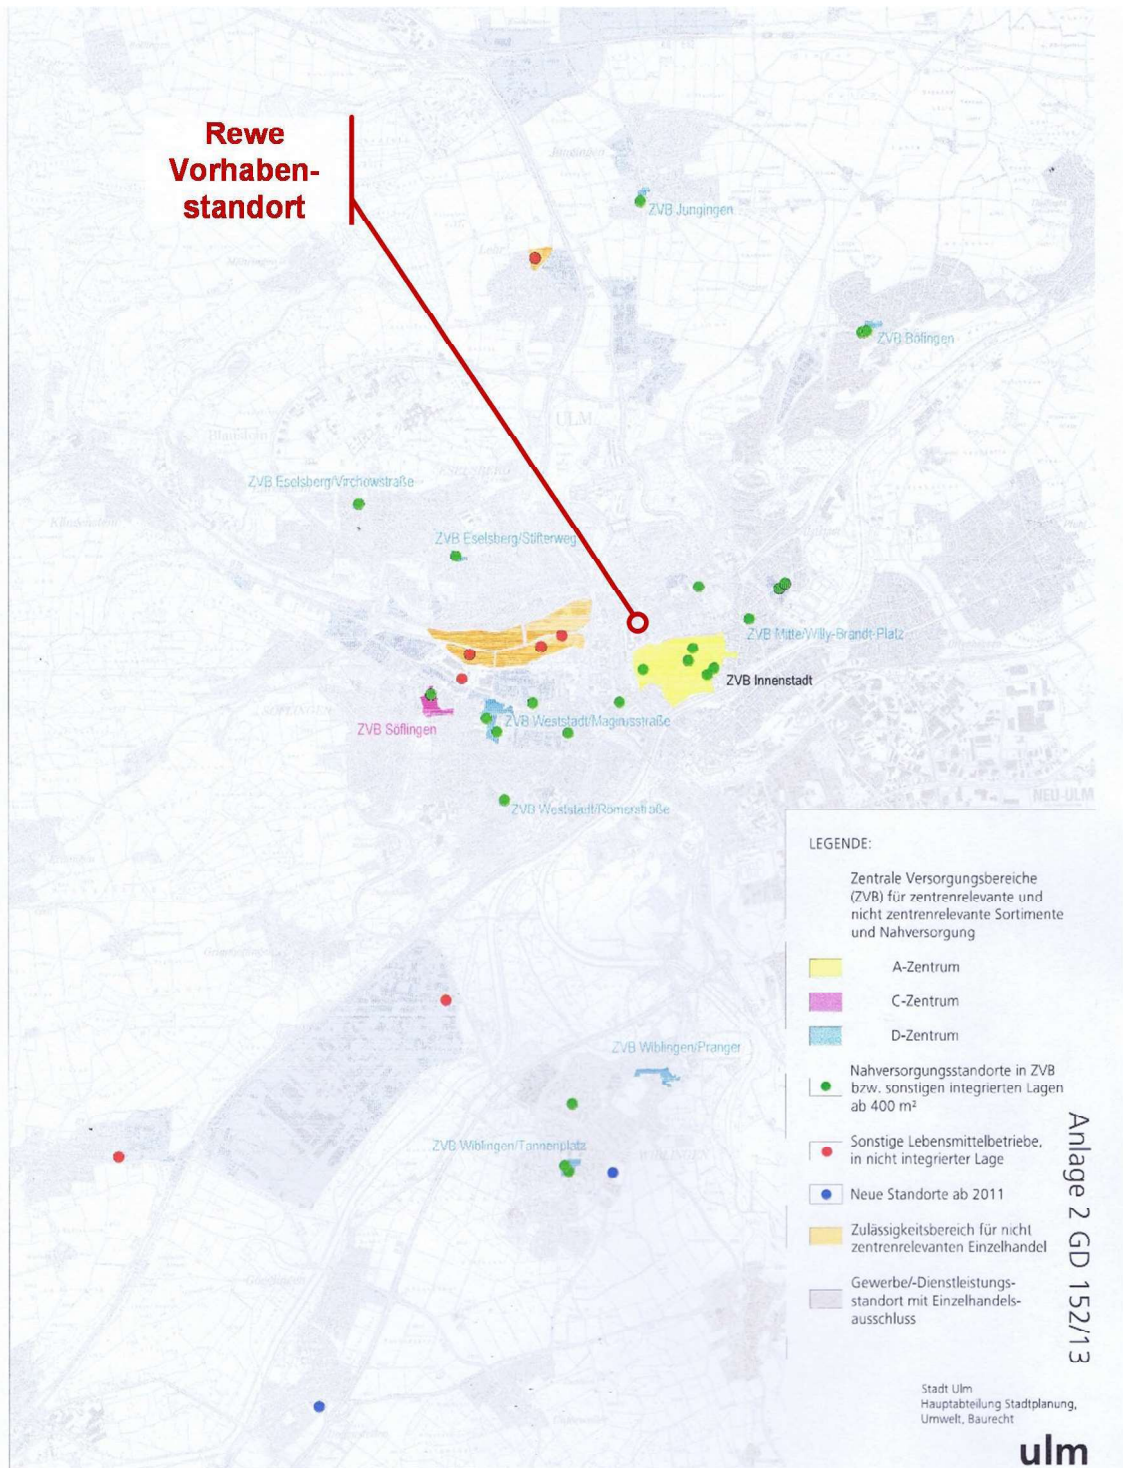 Rewe
Vorhaben-
standort
Jungingen
ZVB Jungingen
Lehr
ZVB Böfingen
ULM
ESELSBERG
ZVB Eselsberg/Virchowstraße
ZVB Eselsberg/Stifterweg
ZVB Mitte/Willy-Brandt-Platz
ZVB Innenstadt
SÖFLINGEN
ZVB Söflingen
ZVB Weststadt/Magirusstraße
ZVB Weststadt/Römerstraße
NEU-ULM
ZVB Wiblingen/Pranger
ZVB Wiblingen/Tannenplatz
WIBLINGEN
LEGENDE:
Zentrale Versorgungsbereiche
(ZVB) für zentrenrelevante und
nicht zentrenrelevante Sortimente
und Nahversorgung
A-Zentrum
C-Zentrum
D-Zentrum
Nahversorgungsstandorte in ZVB
bzw. sonstigen integrierten Lagen
ab 400 m²
Sonstige Lebensmittelbetriebe,
in nicht integrierter Lage
Neue Standorte ab 2011
Zulässigkeitsbereich für nicht
zentrenrelevanten Einzelhandel
Gewerbe/-Dienstleistungs-
standort mit Einzelhandels-
ausschluss
Anlage 2 GD 152/13
Stadt Ulm
Hauptabteilung Stadtplanung,
Umwelt, Baurecht
ulm